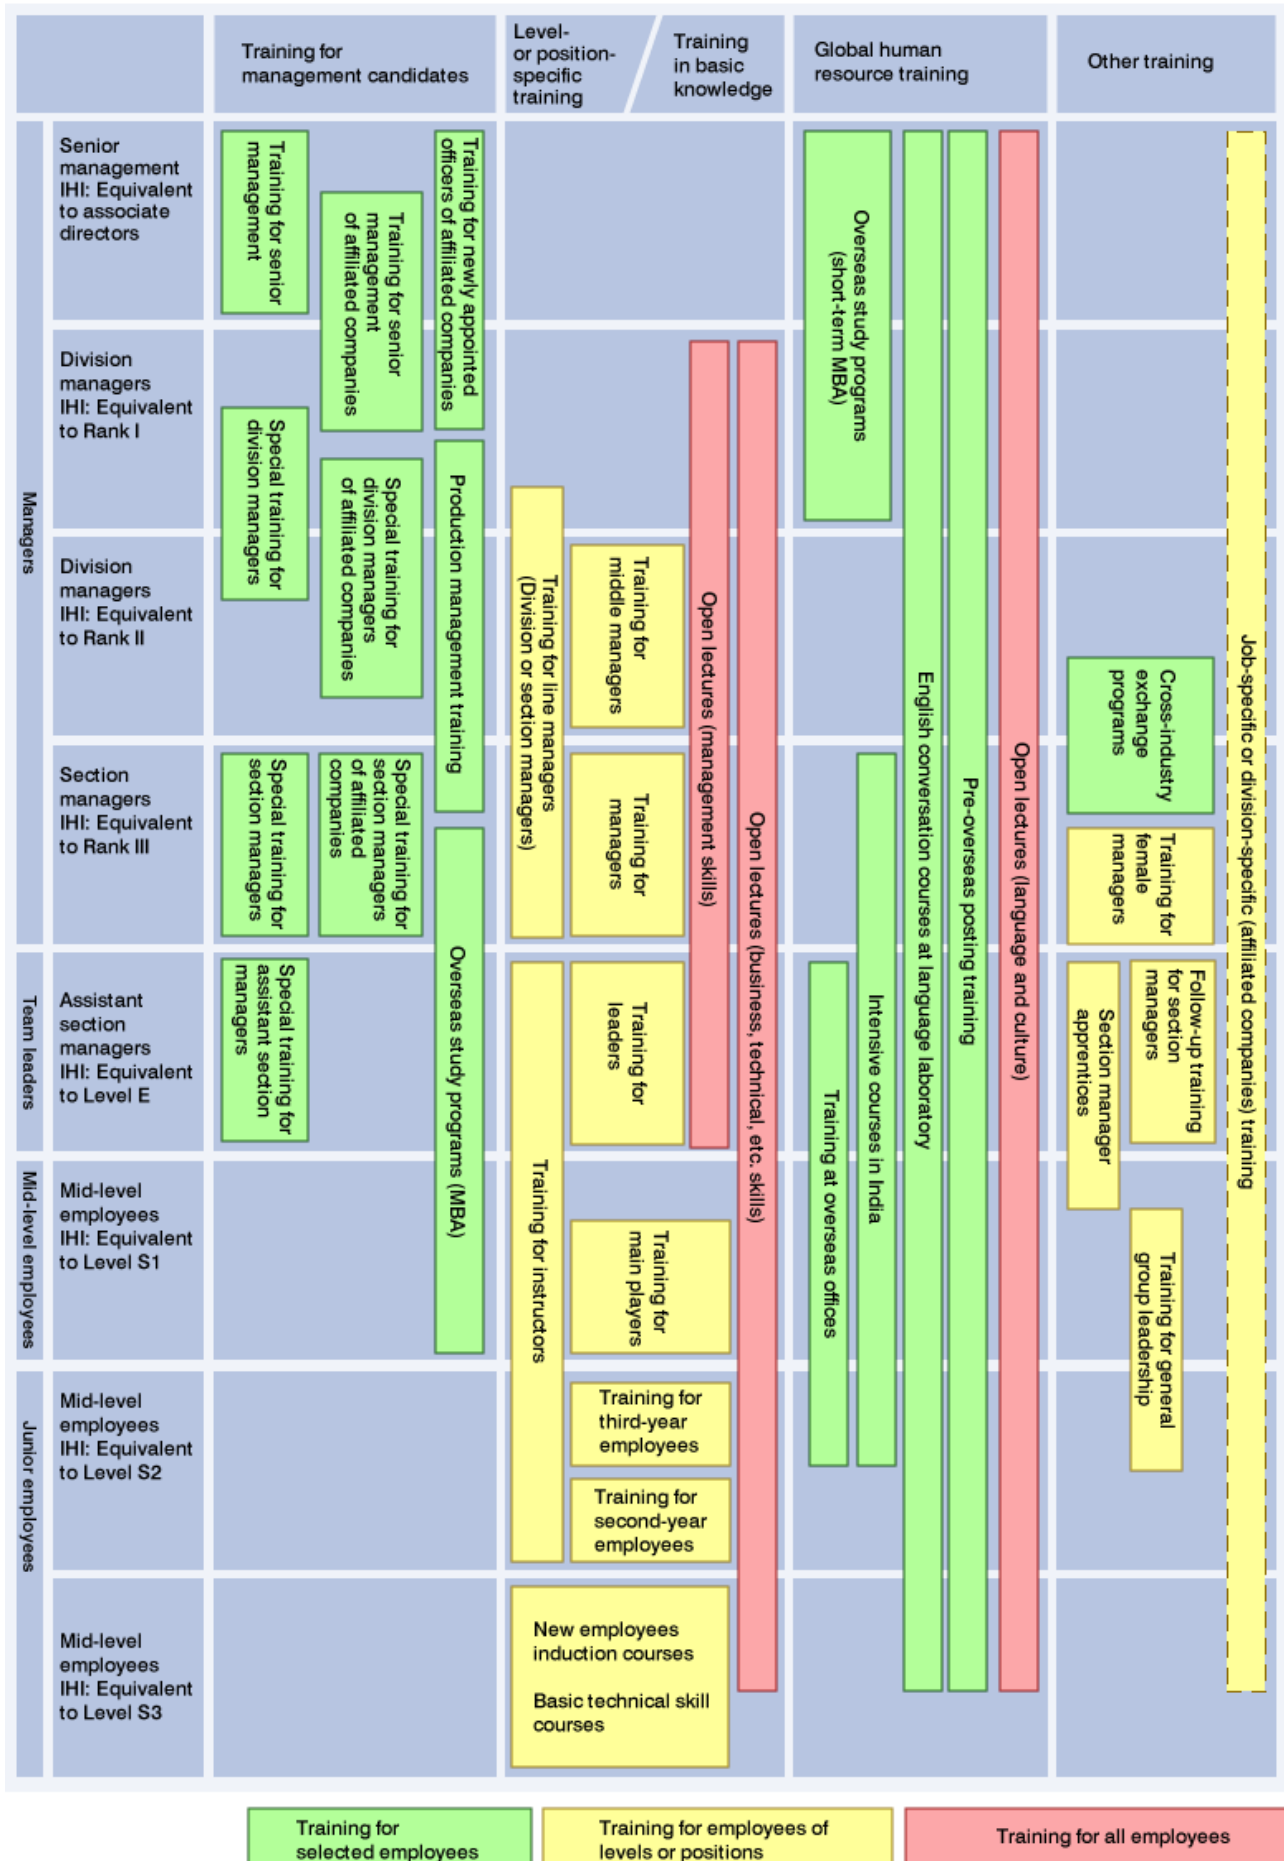 Training for
management candidates
Level-
or position-
specific
training
Training
in basic
knowledge
Global human
resource training
Other training
Managers
Senior
management
IHI: Equivalent
to associate
directors
Training for senior
management
Training for senior
management
of affiliated companies
Training for newly appointed
officers of affiliated companies
Overseas study programs
(short-term MBA)
English conversation courses at language laboratory
Pre-overseas posting training
Open lectures (language and culture)
Job-specific or division-specific (affiliated companies) training
Division
managers
IHI: Equivalent
to Rank I
Special training for
division managers
Special training for
division managers
of affiliated companies
Production management training
Open lectures (management skills)
Open lectures (business, technical, etc. skills)
Division
managers
IHI: Equivalent
to Rank II
Training for line managers
(Division or section managers)
Training for
middle managers
Cross-industry
exchange
programs
Section
managers
IHI: Equivalent
to Rank III
Special training for
section managers
Special training for
section managers
of affiliated
companies
Overseas study programs (MBA)
Training for
managers
Intensive courses in India
Training for
female
managers
Team leaders
Assistant
section
managers
IHI: Equivalent
to Level E
Special training for
assistant section
managers
Training for instructors
Training for
leaders
Training at overseas offices
Section manager
apprentices
Follow-up training
for section
managers
Mid-level employees
Mid-level
employees
IHI: Equivalent
to Level S1
Training for
main players
Training for general
group leadership
Junior employees
Mid-level
employees
IHI: Equivalent
to Level S2
Training for
third-year
employees
Training for
second-year
employees
Mid-level
employees
IHI: Equivalent
to Level S3
New employees
induction courses
Basic technical skill
courses
Training for
selected employees
Training for employees of
levels or positions
Training for all employees